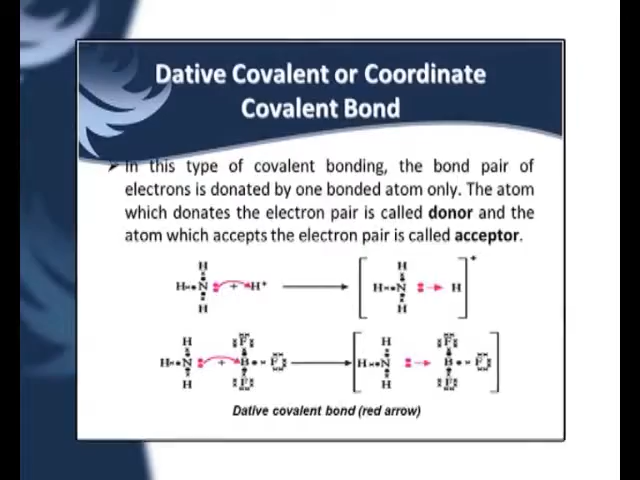 Dative Covalent or Coordinate
Covalent Bond
In this type of covalent bonding, the bond pair of
electrons is donated by one bonded atom only. The atom
which donates the electron pair is called donor and the
atom which accepts the electron pair is called acceptor.
H H
H N + H+ H N H +
H H
H F H F
H N + B F H N B F
H F H F
Dative covalent bond (red arrow)